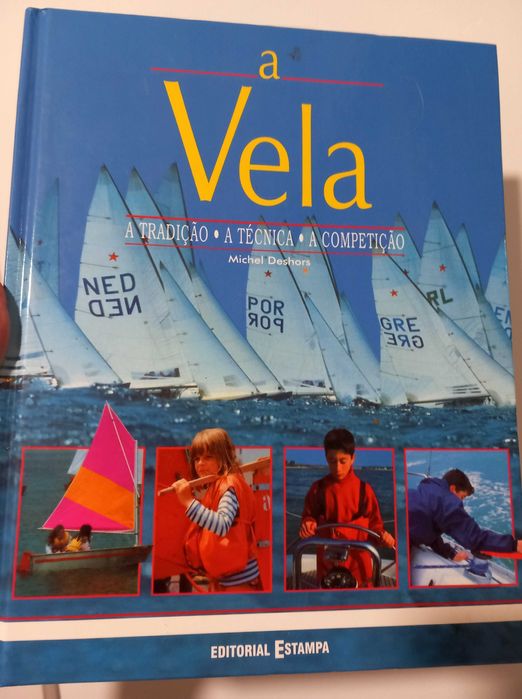 a
Vela
A TRADIÇÃO • A TÉCNICA • A COMPETIÇÃO
Michel Deshors
NED
NED
POR
POR
GRE
GRE
RL
EDITORIAL ESTAMPA